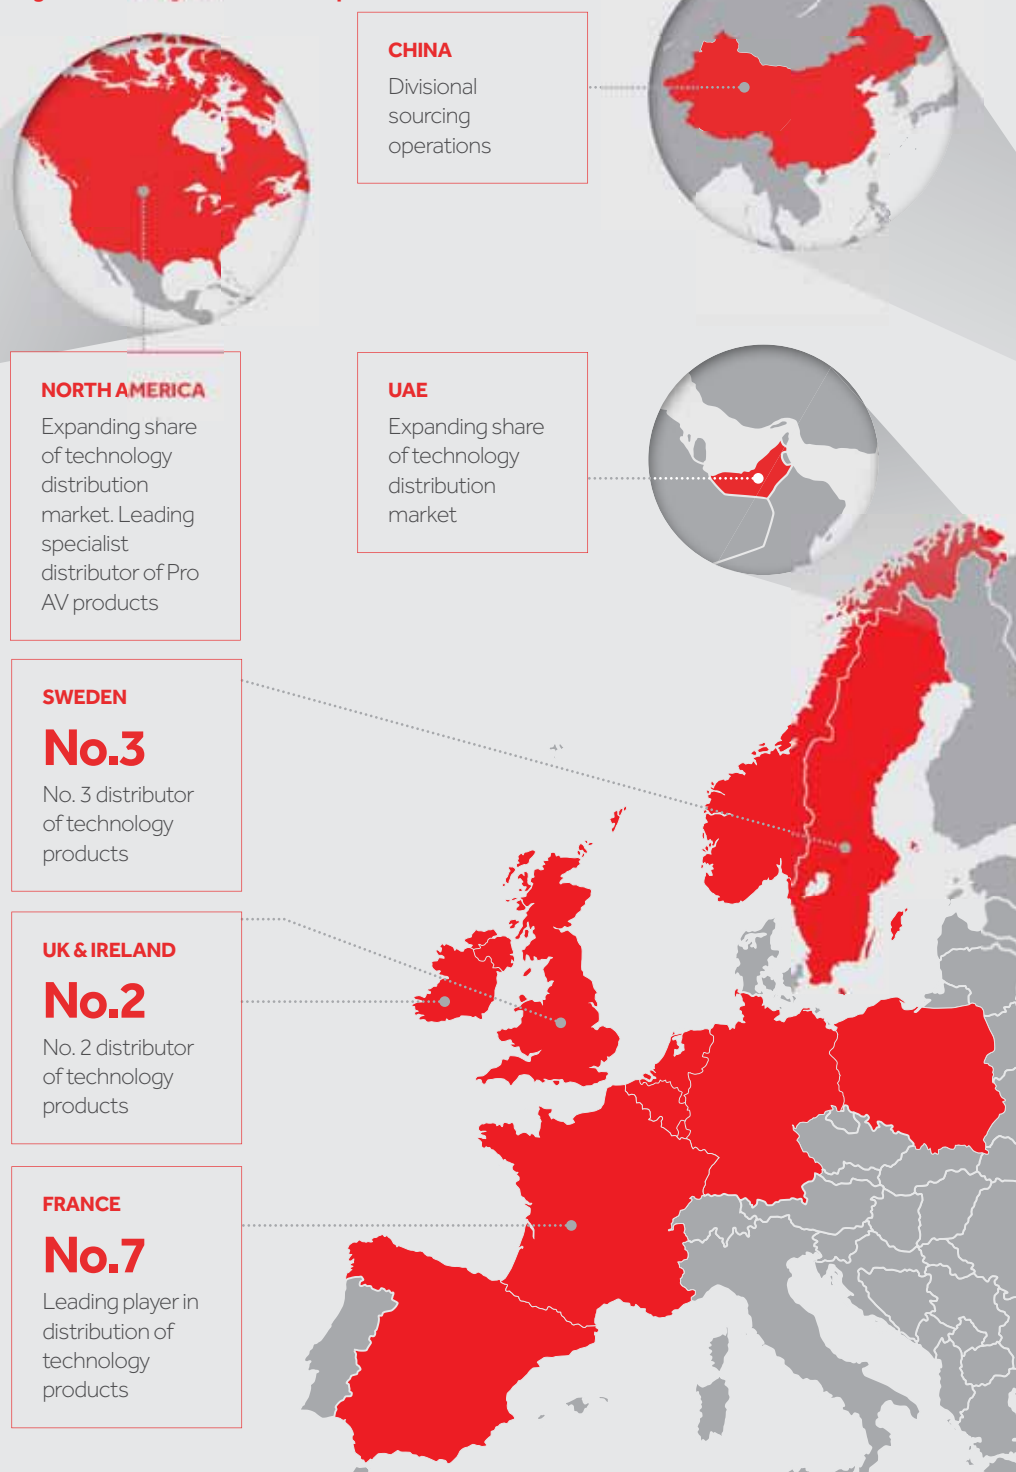 CHINA
Divisional
sourcing
operations
NORTH AMERICA
Expanding share
of technology
distribution
market. Leading
specialist
distributor of Pro
AV products
UAE
Expanding share
of technology
distribution
market
SWEDEN
No.3
No. 3 distributor
of technology
products
UK & IRELAND
No.2
No. 2 distributor
of technology
products
FRANCE
No.7
Leading player in
distribution of
technology
products